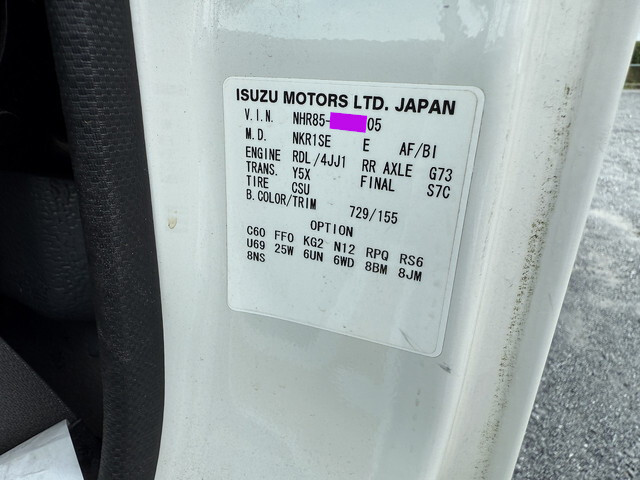 ISUZU MOTORS LTD. JAPAN
V.I.N. NHR85-05
M.D. NKR1SE E AF/BI
ENGINE RDL/4JJ1 RR AXLE G73
TRANS. Y5X FINAL S7C
TIRE CSU
B.COLOR/TRIM 729/155
OPTION
C60 FF0 KG2 N12 RPQ RS6
U69 25W 6UN 6WD 8BM 8JM
8NS